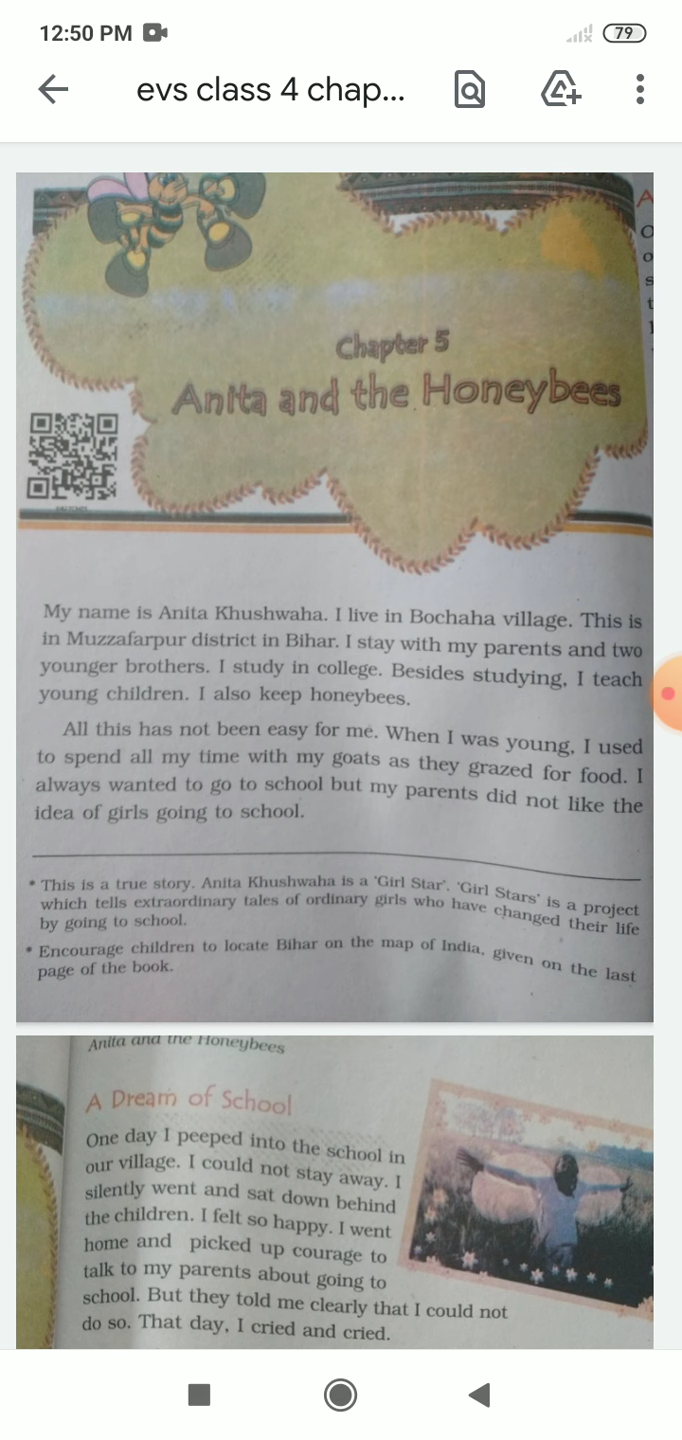 12:50 PM
79
evs class 4 chap...
Chapter 5
Anita and the Honeybees
My name is Anita Khushwaha. I live in Bochaha village. This is
in Muzzafarpur district in Bihar. I stay with my parents and two
younger brothers. I study in college. Besides studying, I teach
young children. I also keep honeybees.
All this has not been easy for me. When I was young, I used
to spend all my time with my goats as they grazed for food. I
always wanted to go to school but my parents did not like the
idea of girls going to school.
* This is a true story. Anita Khushwaha is a 'Girl Star'. 'Girl Stars' is a project
which tells extraordinary tales of ordinary girls who have changed their life
by going to school.
* Encourage children to locate Bihar on the map of India, given on the last
page of the book.
Anita and the Honeybees
A Dream of School
One day I peeped into the school in
our village. I could not stay away. I
silently went and sat down behind
the children. I felt so happy. I went
home and picked up courage to
talk to my parents about going to
school. But they told me clearly that I could not
do so. That day, I cried and cried.